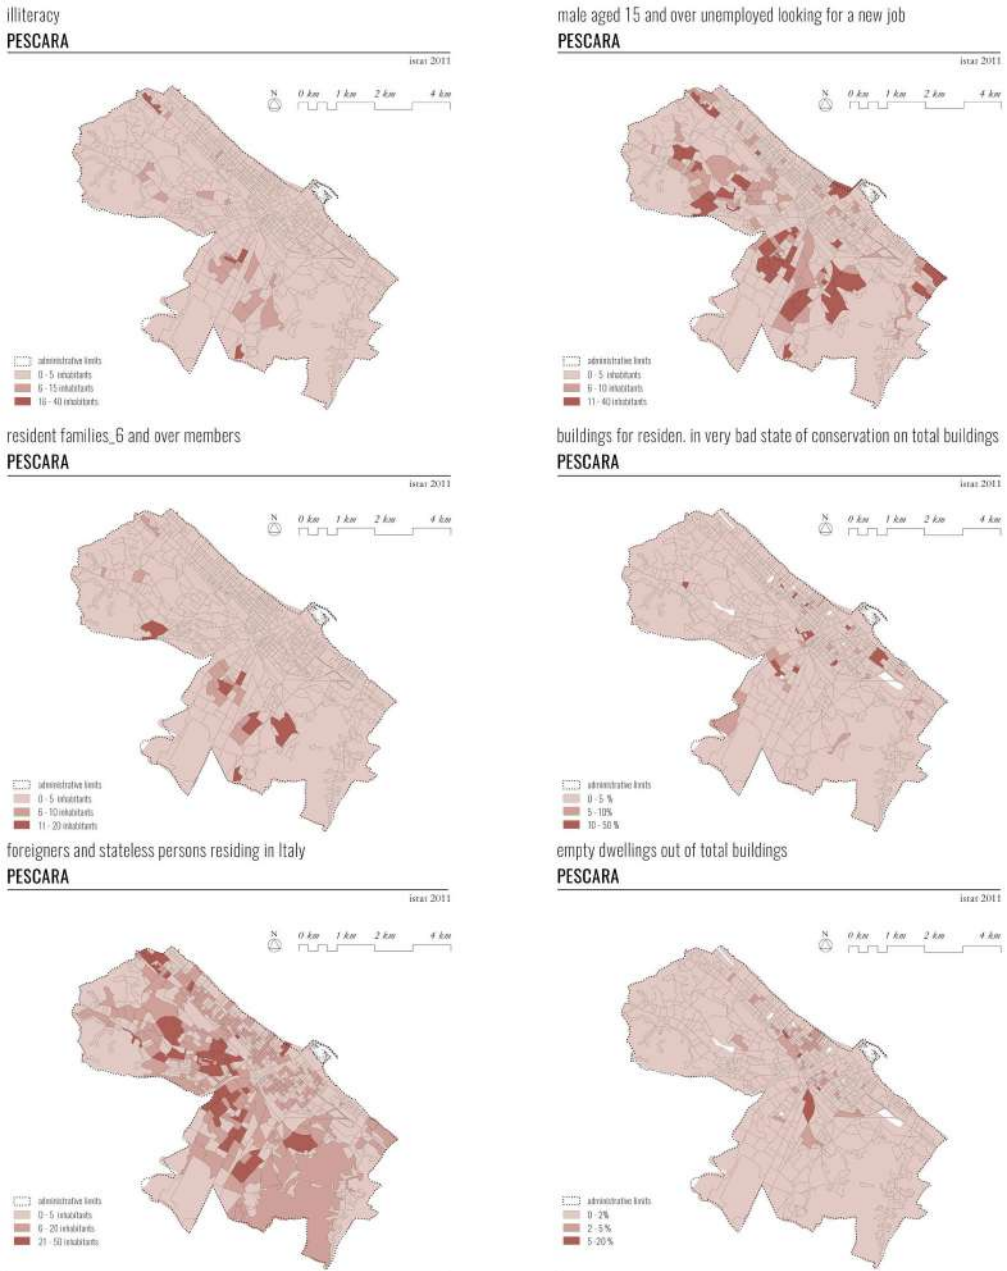 illiteracy
PESCARA
istat 2011
N 0 km 1 km 2 km 4 km
administrative limits
0 - 5 inhabitants
6 - 15 inhabitants
16 - 40 inhabitants
male aged 15 and over unemployed looking for a new job
PESCARA
istat 2011
N 0 km 1 km 2 km 4 km
administrative limits
0 - 5 inhabitants
6 - 10 inhabitants
11 - 40 inhabitants
resident families_6 and over members
PESCARA
istat 2011
N 0 km 1 km 2 km 4 km
administrative limits
0 - 5 inhabitants
6 - 10 inhabitants
11 - 20 inhabitants
buildings for residen. in very bad state of conservation on total buildings
PESCARA
istat 2011
N 0 km 1 km 2 km 4 km
administrative limits
0 - 5 %
5 - 10%
10 - 50 %
foreigners and stateless persons residing in Italy
PESCARA
istat 2011
N 0 km 1 km 2 km 4 km
administrative limits
0 - 5 inhabitants
6 - 20 inhabitants
21 - 50 inhabitants
empty dwellings out of total buildings
PESCARA
istat 2011
N 0 km 1 km 2 km 4 km
administrative limits
0 - 2%
2 - 5 %
5 -20 %